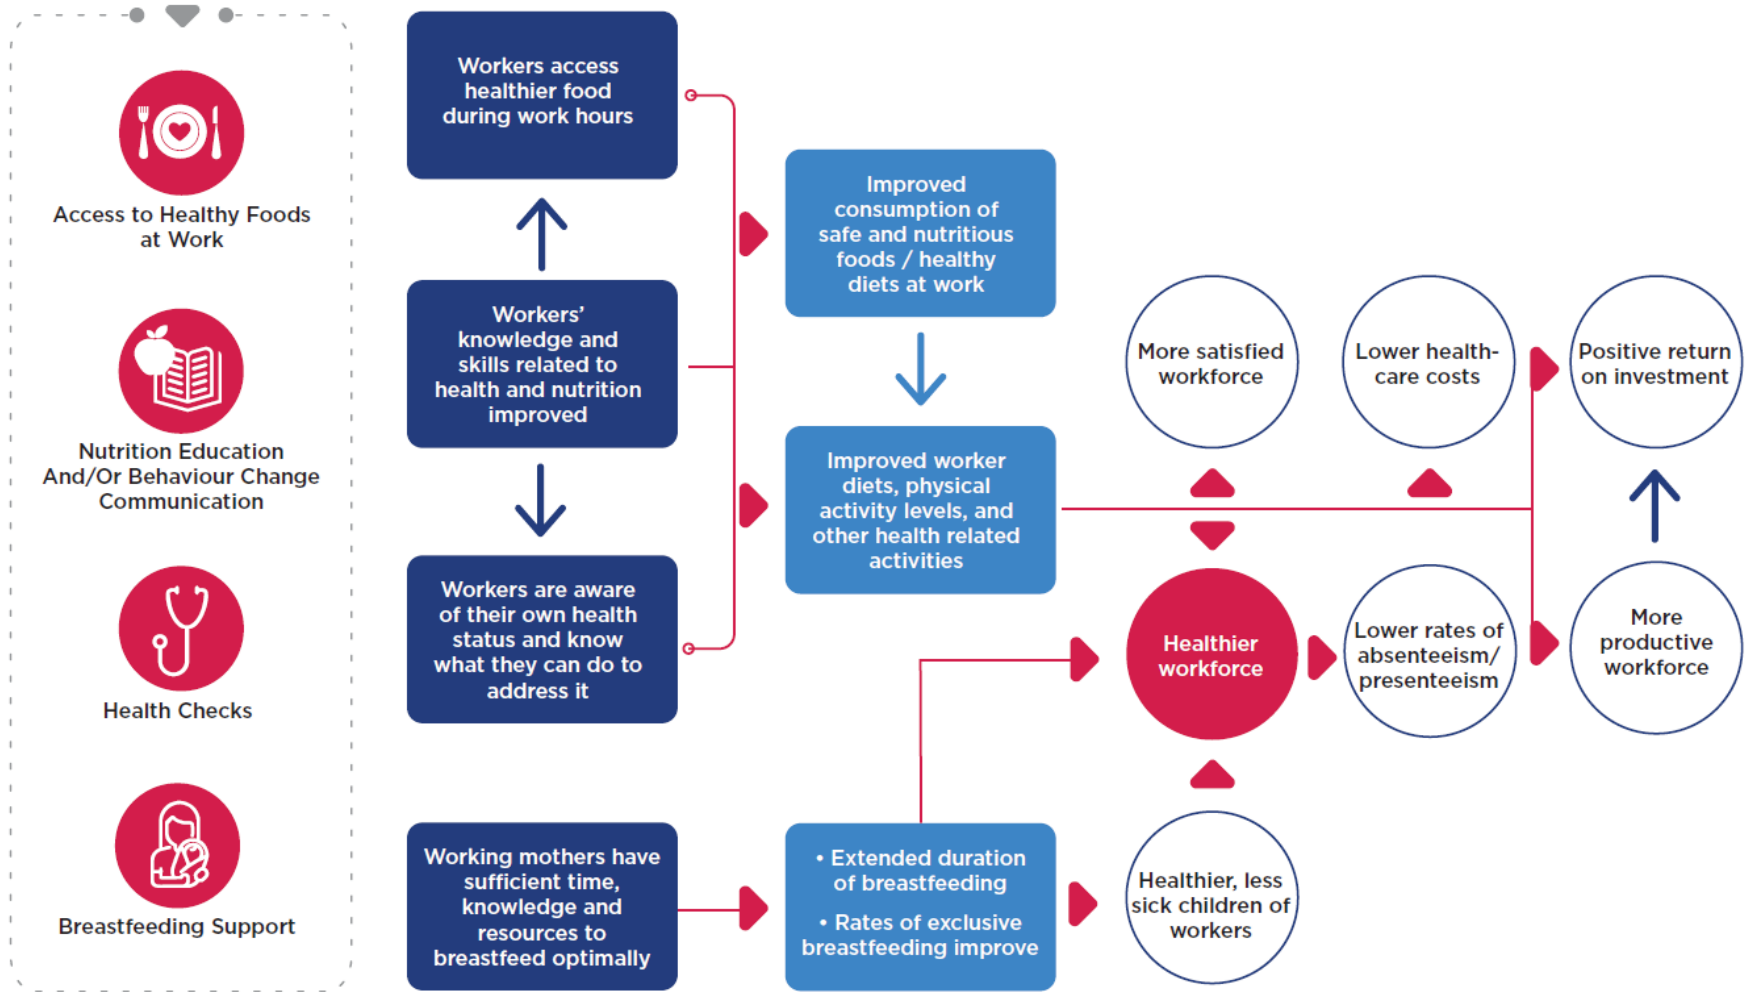 Access to Healthy Foods
at Work
Nutrition Education
And/Or Behaviour Change
Communication
Health Checks
Breastfeeding Support
Workers access
healthier food
during work hours
Workers’
knowledge and
skills related to
health and nutrition
improved
Workers are aware
of their own health
status and know
what they can do to
address it
Working mothers have
sufficient time,
knowledge and
resources to
breastfeed optimally
Improved
consumption of
safe and nutritious
foods / healthy
diets at work
Improved worker
diets, physical
activity levels, and
other health related
activities
• Extended duration
of breastfeeding
• Rates of exclusive
breastfeeding improve
More satisfied
workforce
Healthier
workforce
Healthier, less
sick children of
workers
Lower health-
care costs
Lower rates of
absenteeism/
presenteeism
Positive return
on investment
More
productive
workforce